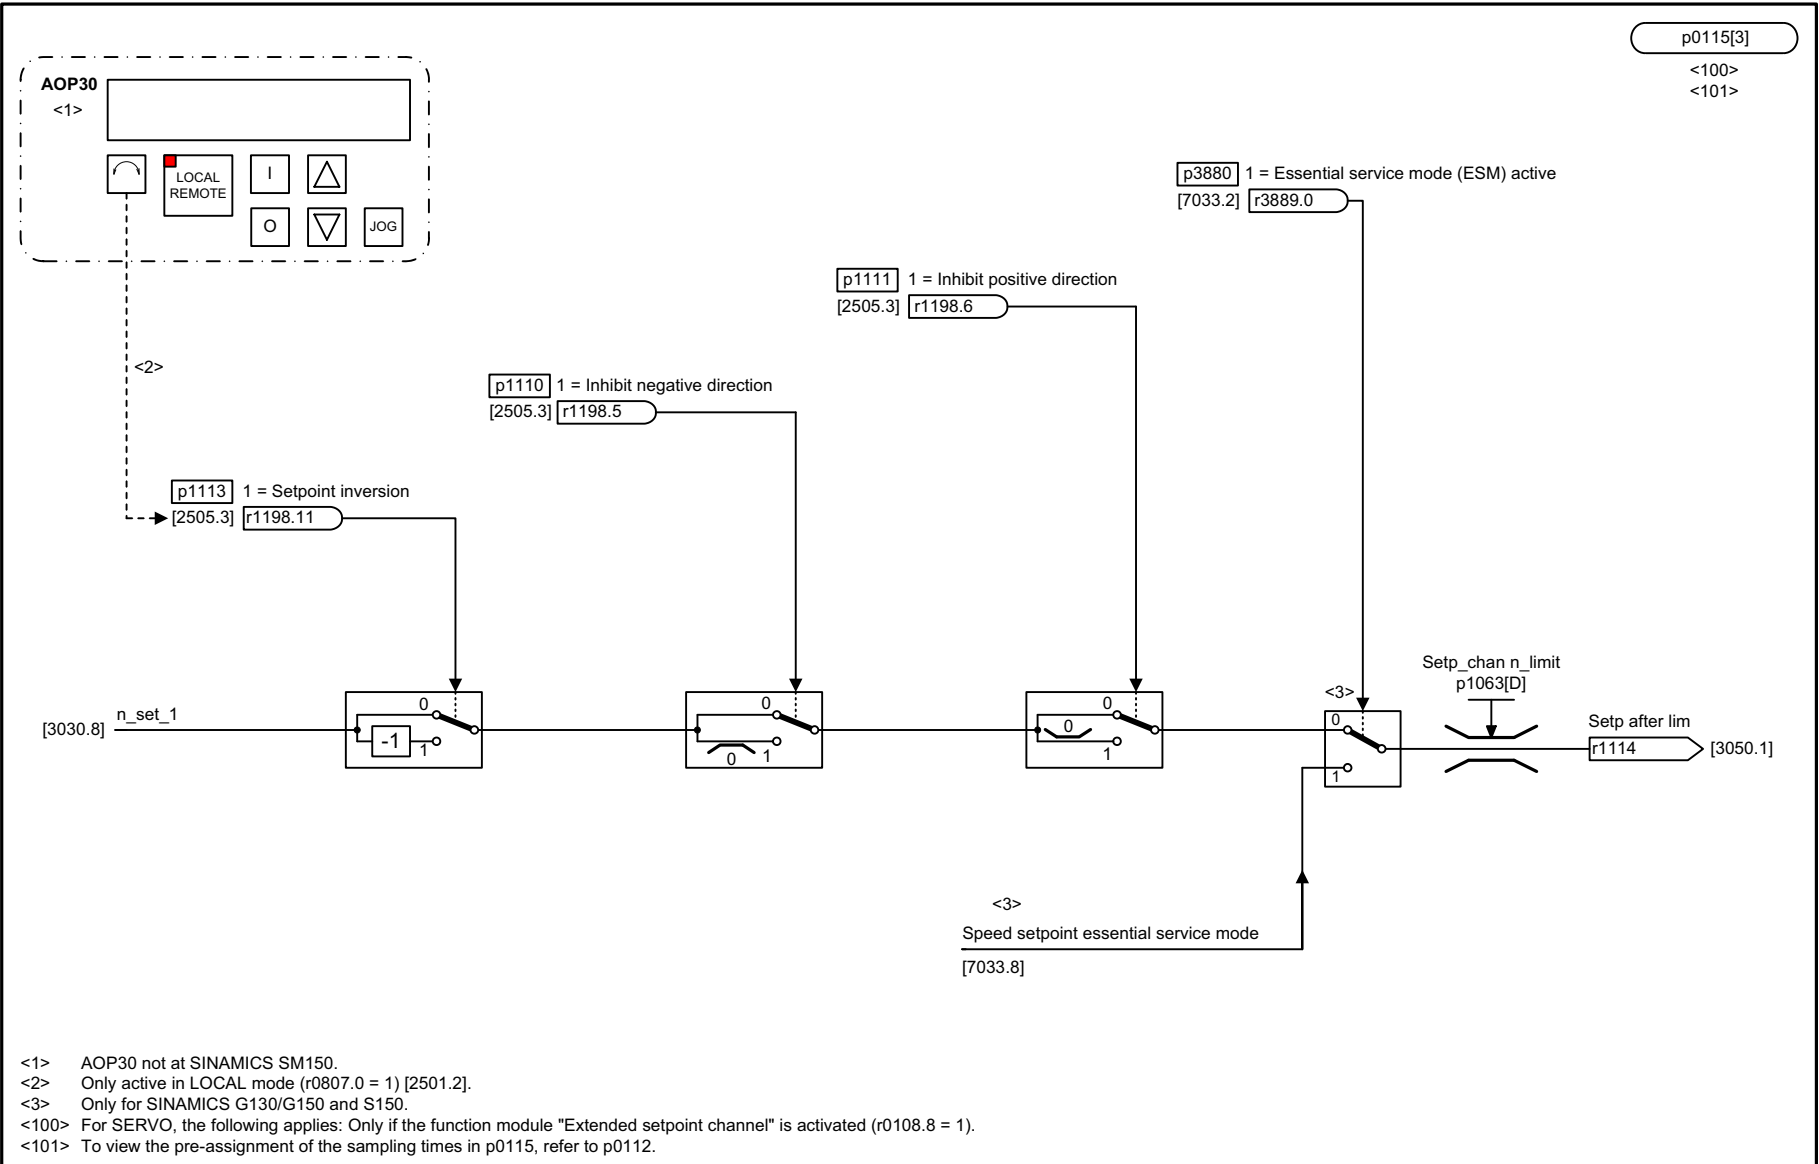 p0115[3]
<100>
<101>
AOP30
<1>
LOCAL
REMOTE
I
O
JOG
p3880 1 = Essential service mode (ESM) active
[7033.2] r3889.0
p1111 1 = Inhibit positive direction
[2505.3] r1198.6
<2>
p1110 1 = Inhibit negative direction
[2505.3] r1198.5
p1113 1 = Setpoint inversion
[2505.3] r1198.11
Setp_chan n_limit
p1063[D]
<3>
[3030.8] n_set_1
0
-1 1
0
0 1
0
0
1
0
1
Setp after lim
r1114 [3050.1]
<3>
Speed setpoint essential service mode
[7033.8]
<1> AOP30 not at SINAMICS SM150.
<2> Only active in LOCAL mode (r0807.0 = 1) [2501.2].
<3> Only for SINAMICS G130/G150 and S150.
<100> For SERVO, the following applies: Only if the function module "Extended setpoint channel" is activated (r0108.8 = 1).
<101> To view the pre-assignment of the sampling times in p0115, refer to p0112.